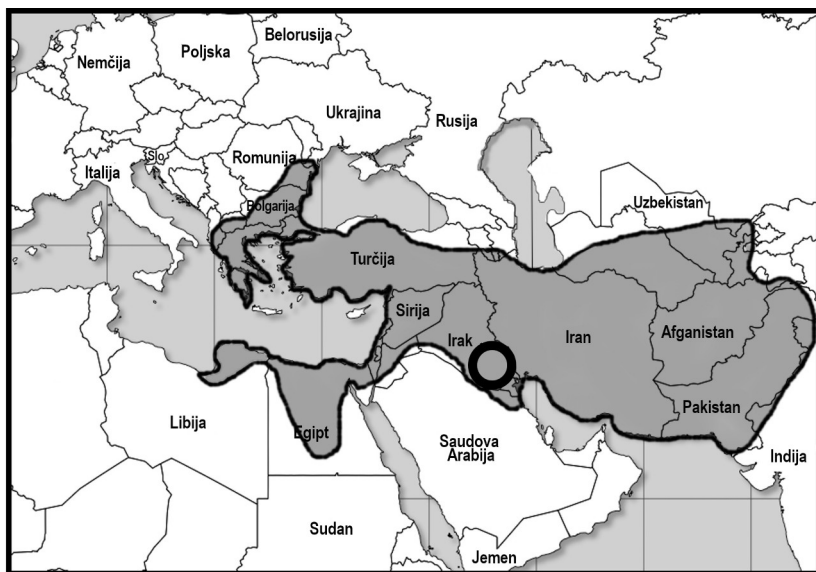 Belorusija
Poljska
Nemčija
Ukrajina
Rusija
Slo
Romunija
Italija
Uzbekistan
Bolgarija
Turčija
Sirija
Irak
Iran
Afganistan
Pakistan
Libija
Egipt
Saudova
Arabija
Indija
Sudan
Jemen